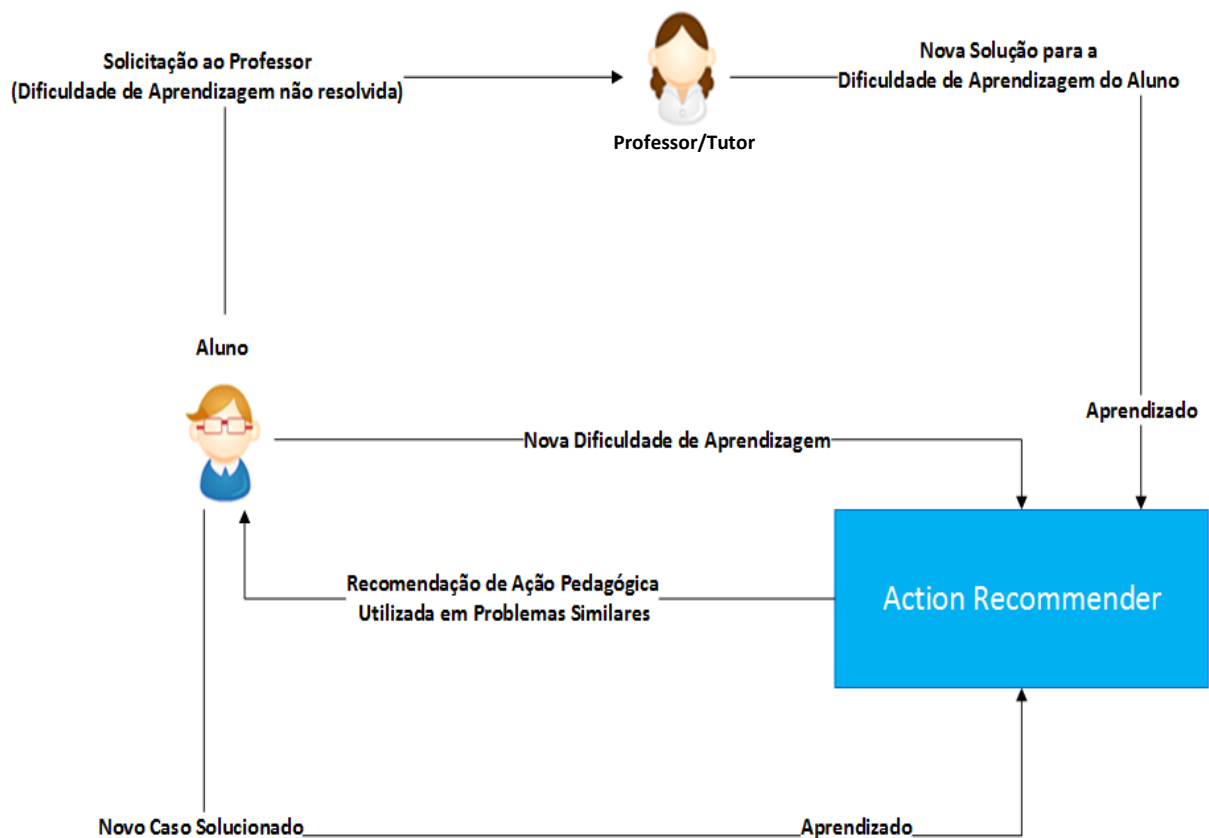 Solicitação ao Professor
(Dificuldade de Aprendizagem não resolvida)
Nova Solução para a
Dificuldade de Aprendizagem do Aluno
Professor/Tutor
Aluno
Aprendizado
Nova Dificuldade de Aprendizagem
Recomendação de Ação Pedagógica
Utilizada em Problemas Similares
Action Recommender
Novo Caso Solucionado
Aprendizado